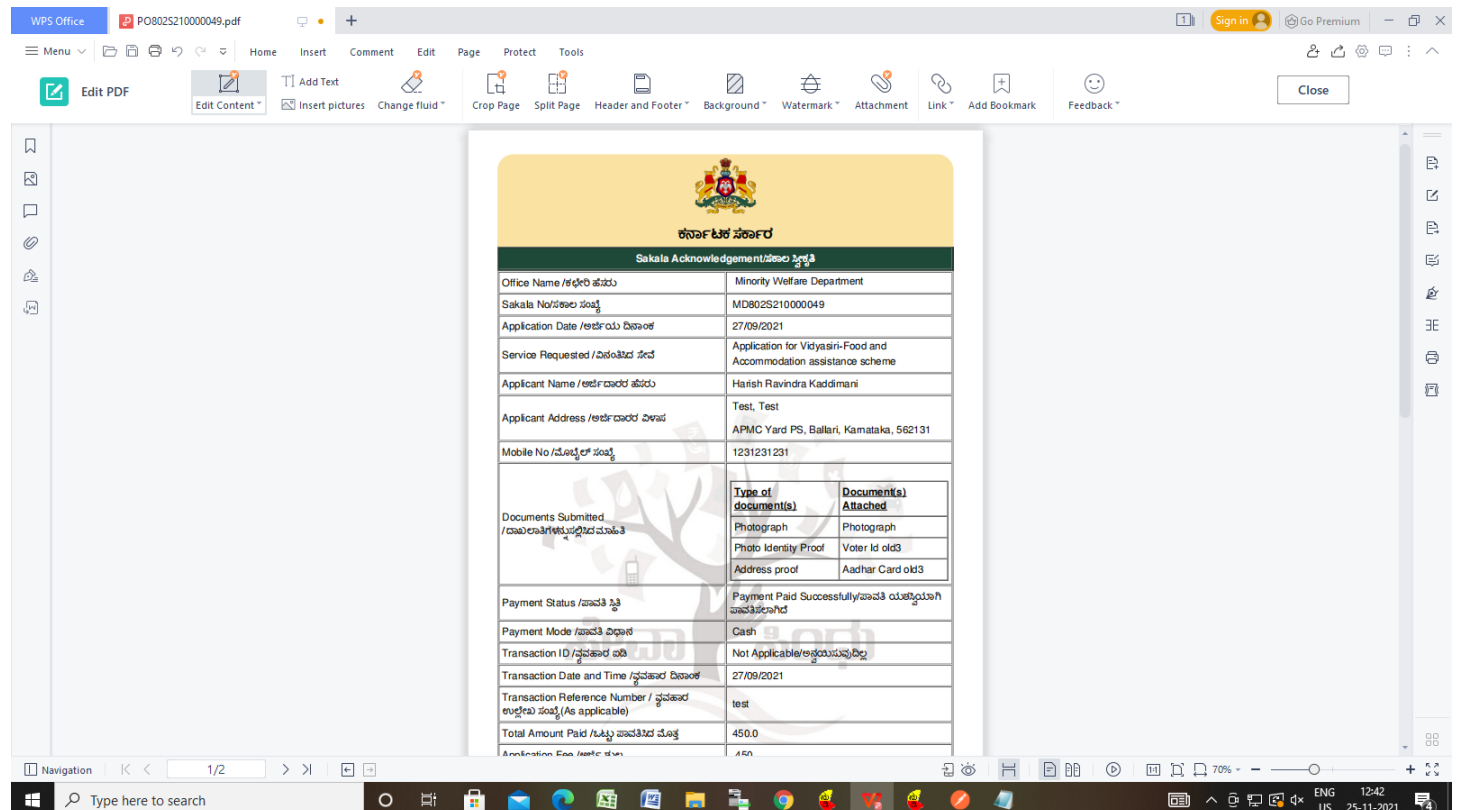 WPS Office PO802S210000049.pdf + 1 Sign in Go Premium
Menu Home Insert Comment Edit Page Protect Tools
Edit PDF Edit Content Add Text Insert pictures Change fluid Crop Page Split Page Header and Footer Background Watermark Attachment Link Add Bookmark Feedback Close
ಕರ್ನಾಟಕ ಸರ್ಕಾರ
Sakala Acknowledgement/ಸಕಾಲ ಸ್ವೀಕೃತಿ
Office Name /ಕಛೇರಿ ಹೆಸರು Minority Welfare Department
Sakala No/ಸಕಾಲ ಸಂಖ್ಯೆ MD802S210000049
Application Date /ಅರ್ಜಿಯ ದಿನಾಂಕ 27/09/2021
Service Requested /ವಿನಂತಿಸಿದ ಸೇವೆ Application for Vidyasiri-Food and
Accommodation assistance scheme
Applicant Name /ಅರ್ಜಿದಾರರ ಹೆಸರು Harish Ravindra Kaddimani
Applicant Address /ಅರ್ಜಿದಾರರ ವಿಳಾಸ Test, Test
APMC Yard PS, Ballari, Karnataka, 562131
Mobile No /ಮೊಬೈಲ್ ಸಂಖ್ಯೆ 1231231231
Documents Submitted
/ದಾಖಲಾತಿಗಳನ್ನು ಸಲ್ಲಿಸಿದ ಮಾಹಿತಿ
Type of document(s) Document(s) Attached
Photograph Photograph
Photo Identity Proof Voter Id old3
Address proof Aadhar Card old3
Payment Status /ಪಾವತಿ ಸ್ಥಿತಿ Payment Paid Successfully/ಪಾವತಿ ಯಶಸ್ವಿಯಾಗಿ
ಪಾವತಿಸಲಾಗಿದೆ
Payment Mode /ಪಾವತಿ ವಿಧಾನ Cash
ಸೇವಾ ಸಿಂಧು
Transaction ID /ವ್ಯವಹಾರ ಐಡಿ Not Applicable/ಅನ್ವಯಿಸುವುದಿಲ್ಲ
Transaction Date and Time /ವ್ಯವಹಾರ ದಿನಾಂಕ 27/09/2021
Transaction Reference Number / ವ್ಯವಹಾರ
ಉಲ್ಲೇಖ ಸಂಖ್ಯೆ(As applicable) test
Total Amount Paid /ಒಟ್ಟು ಪಾವತಿಸಿದ ಮೊತ್ತ 450.0
Application Fee /ಅರ್ಜಿ ಶುಲ್ಕ 450
Navigation 1/2 70%
Type here to search ENG 12:42
US 25-11-2021